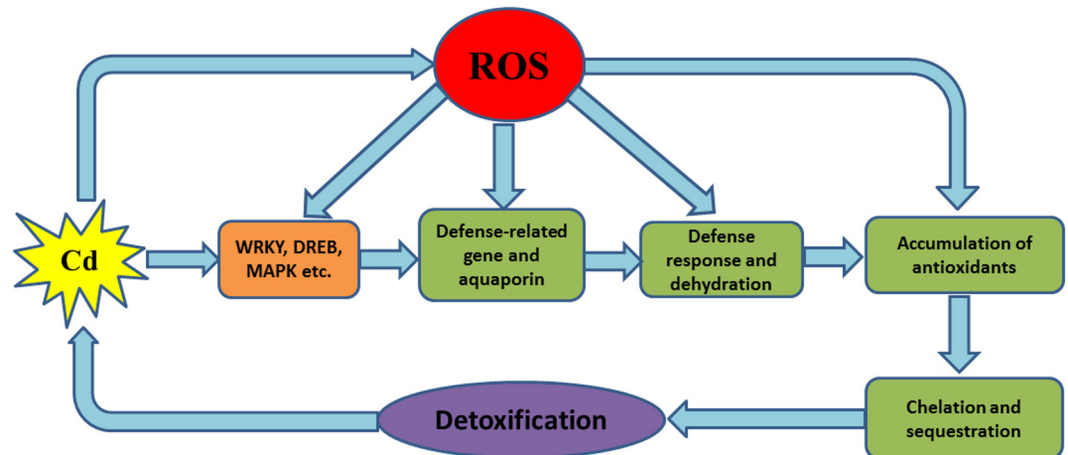 ROS
Cd
WRKY, DREB,
MAPK etc.
Defense-related
gene and
aquaporin
Defense
response and
dehydration
Accumulation of
antioxidants
Chelation and
sequestration
Detoxification